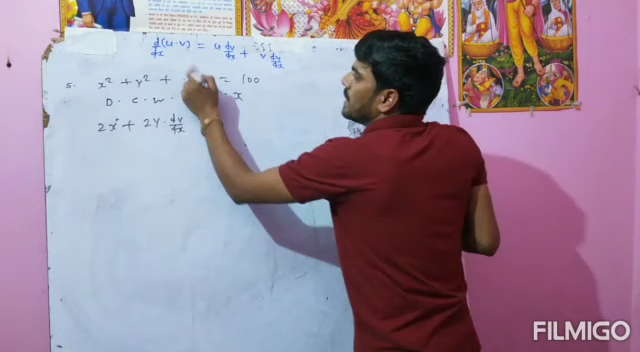 d/dx (u·v) = u dv/dx + v du/dx
5. x² + y² + = 100
D. C. W. x
2x + 2y · dy/dx
FILMIGO